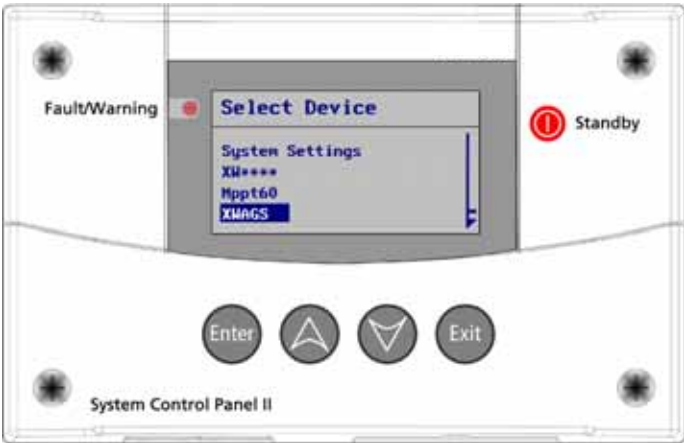 Fault/Warning
Select Device
Standby
System Settings
XW****
Mppt60
XWAGS
Enter
Exit
System Control Panel II